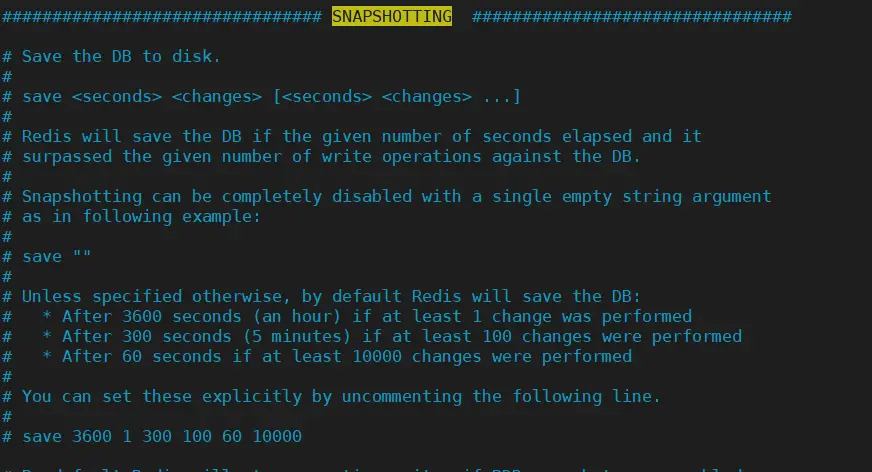 ################################ SNAPSHOTTING  ################################

# Save the DB to disk.
#
# save <seconds> <changes> [<seconds> <changes> ...]
#
# Redis will save the DB if the given number of seconds elapsed and it
# surpassed the given number of write operations against the DB.
#
# Snapshotting can be completely disabled with a single empty string argument
# as in following example:
#
# save ""
#
# Unless specified otherwise, by default Redis will save the DB:
#   * After 3600 seconds (an hour) if at least 1 change was performed
#   * After 300 seconds (5 minutes) if at least 100 changes were performed
#   * After 60 seconds if at least 10000 changes were performed
#
# You can set these explicitly by uncommenting the following line.
#
# save 3600 1 300 100 60 10000